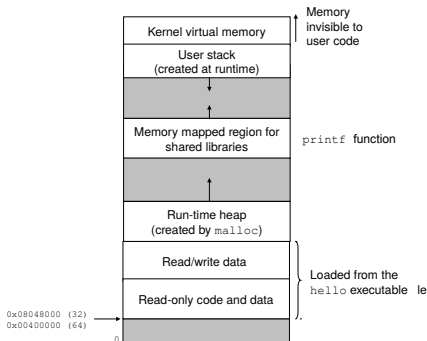 Memory
invisible to
user code
Kernel virtual memory
User stack
(created at runtime)
Memory mapped region for
shared libraries
printf function
Run-time heap
(created by malloc)
Read/write data
Loaded from the
hello executable le
Read-only code and data
0x08048000 (32)
0x00400000 (64)
0